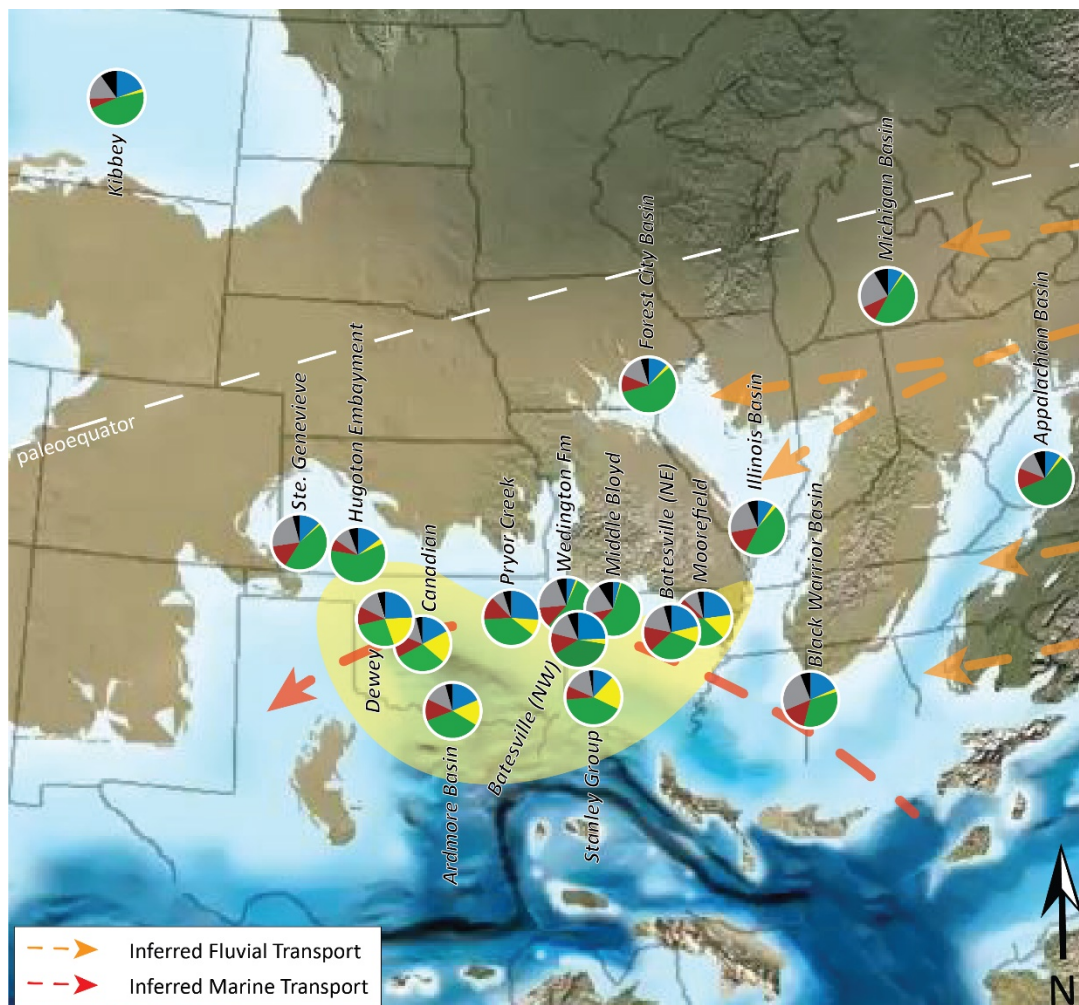 Kibbey
Michigan Basin
Forest City Basin
Appalachian Basin
paleoequator
Ste. Genevieve
Hugoton Embayment
Illinois Basin
Pryor Creek
Wedington Fm
Middle Bloyd
Batesville (NE)
Moorefield
Canadian
Black Warrior Basin
Dewey
Batesville (NW)
Ardmore Basin
Stanley Group
Inferred Fluvial Transport
Inferred Marine Transport
N